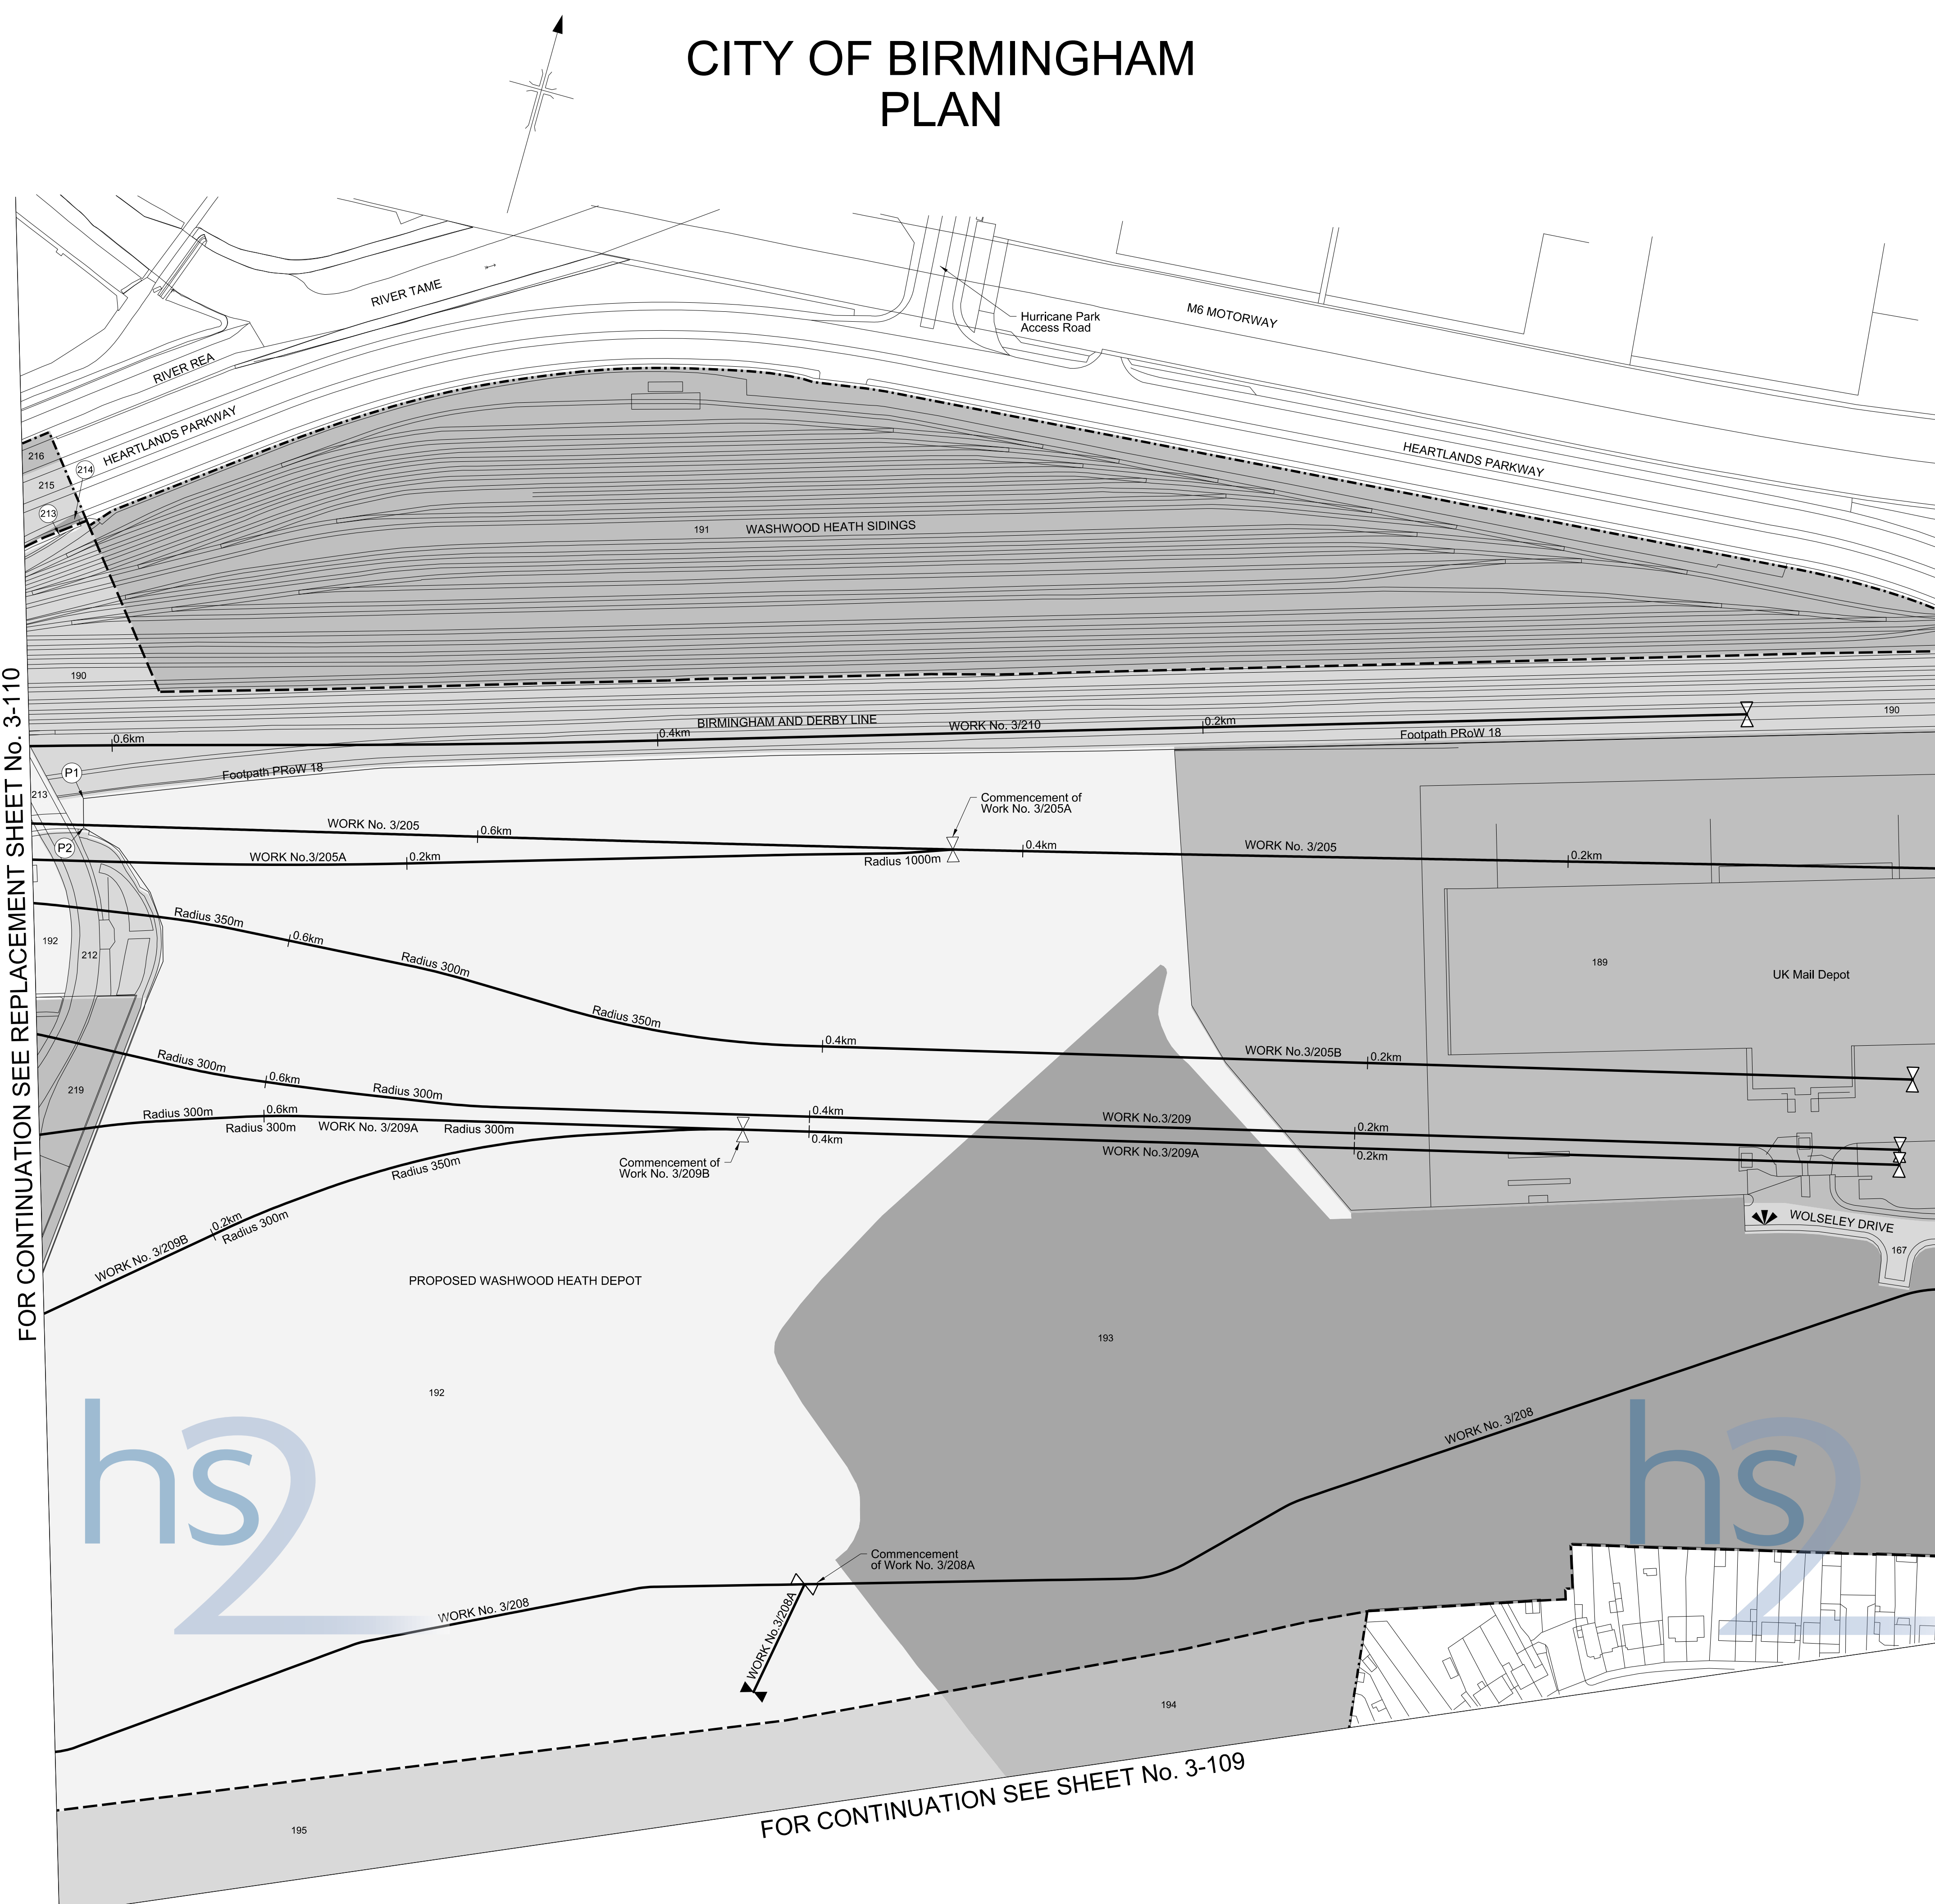 CITY OF BIRMINGHAM
PLAN
RIVER TAME
Hurricane Park
Access Road
M6 MOTORWAY
RIVER REA
HEARTLANDS PARKWAY
HEARTLANDS PARKWAY
216
214
215
213
191
WASHWOOD HEATH SIDINGS
190
FOR CONTINUATION SEE REPLACEMENT SHEET No. 3-110
BIRMINGHAM AND DERBY LINE
WORK No. 3/210
0.6km
0.4km
0.2km
190
Footpath PRoW 18
Footpath PRoW 18
P1
213
P2
WORK No. 3/205
0.6km
Commencement of
Work No. 3/205A
0.4km
WORK No. 3/205
0.2km
WORK No.3/205A
0.2km
Radius 1000m
Radius 350m
0.6km
Radius 300m
192
212
189
UK Mail Depot
Radius 350m
0.4km
WORK No.3/205B
0.2km
Radius 300m
0.6km
Radius 300m
219
0.4km
WORK No.3/209
0.2km
Radius 300m
0.6km
Radius 300m
WORK No. 3/209A
Radius 300m
0.4km
WORK No.3/209A
0.2km
Commencement of
Work No. 3/209B
Radius 350m
0.2km
Radius 300m
WORK No. 3/209B
WOLSELEY DRIVE
167
PROPOSED WASHWOOD HEATH DEPOT
193
192
WORK No. 3/208
hs2
hs2
Commencement
of Work No. 3/208A
WORK No. 3/208
WORK No.3/208A
194
FOR CONTINUATION SEE SHEET No. 3-109
195